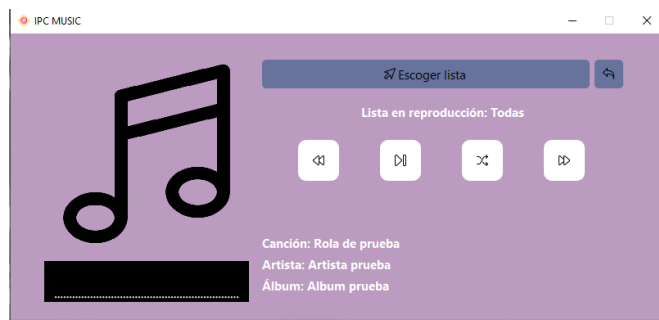 IPC MUSIC
Escoger lista
Lista en reproducción: Todas
Canción: Rola de prueba
Artista: Artista prueba
Álbum: Album prueba